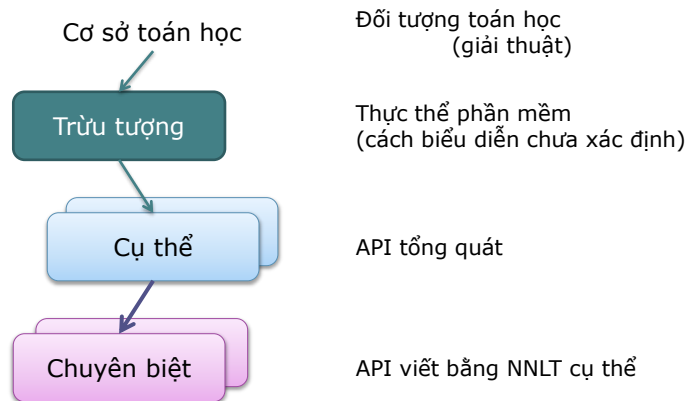 Cơ sở toán học
Đối tượng toán học
(giải thuật)
Trừu tượng
Thực thể phần mềm
(cách biểu diễn chưa xác định)
Cụ thể
API tổng quát
Chuyên biệt
API viết bằng NNLT cụ thể